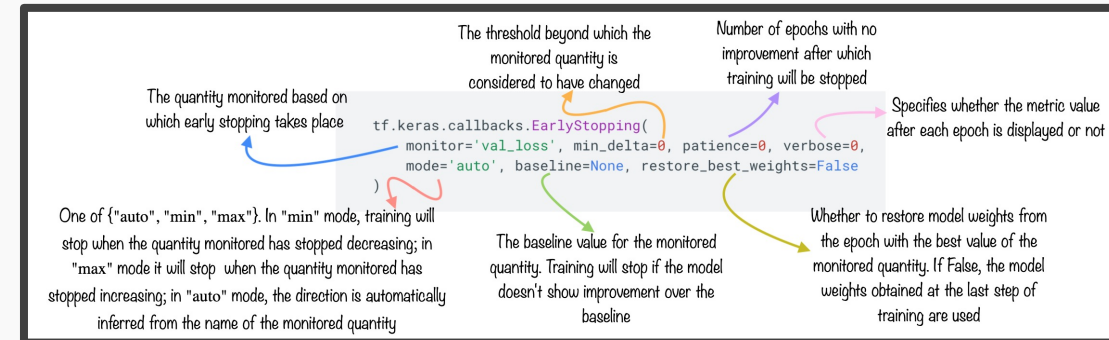 The threshold beyond which the
monitored quantity is
considered to have changed
Number of epochs with no
improvement after which
training will be stopped
The quantity monitored based on
which early stopping takes place
Specifies whether the metric value
after each epoch is displayed or not
tf.keras.callbacks.EarlyStopping(
monitor='val_loss', min_delta=0, patience=0, verbose=0,
mode='auto', baseline=None, restore_best_weights=False
)
One of {"auto", "min", "max"}. In "min" mode, training will
stop when the quantity monitored has stopped decreasing; in
"max" mode it will stop when the quantity monitored has
stopped increasing; in "auto" mode, the direction is automatically
inferred from the name of the monitored quantity
The baseline value for the monitored
quantity. Training will stop if the model
doesn't show improvement over the
baseline
Whether to restore model weights from
the epoch with the best value of the
monitored quantity. If False, the model
weights obtained at the last step of
training are used